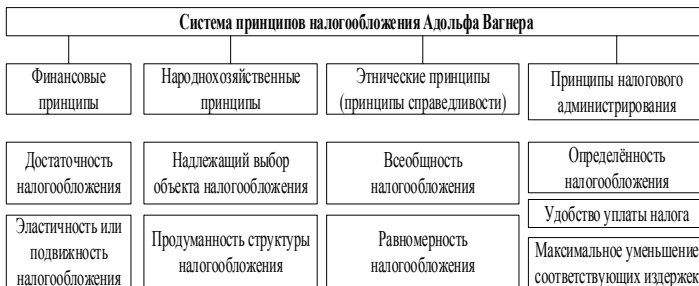 Система принципов налогообложения Адольфа Вагнера
Финансовые
принципы
Народнохозяйственные
принципы
Этнические принципы
(принципы справедливости)
Принципы налогового
администрирования
Достаточность
налогообложения
Надлежащий выбор
объекта налогообложения
Всеобщность
налогообложения
Определённость
налогообложения
Удобство уплаты налога
Эластичность или
подвижность
налогообложения
Продуманность структуры
налогообложения
Равномерность
налогообложения
Максимальное уменьшение
соответствующих издержек